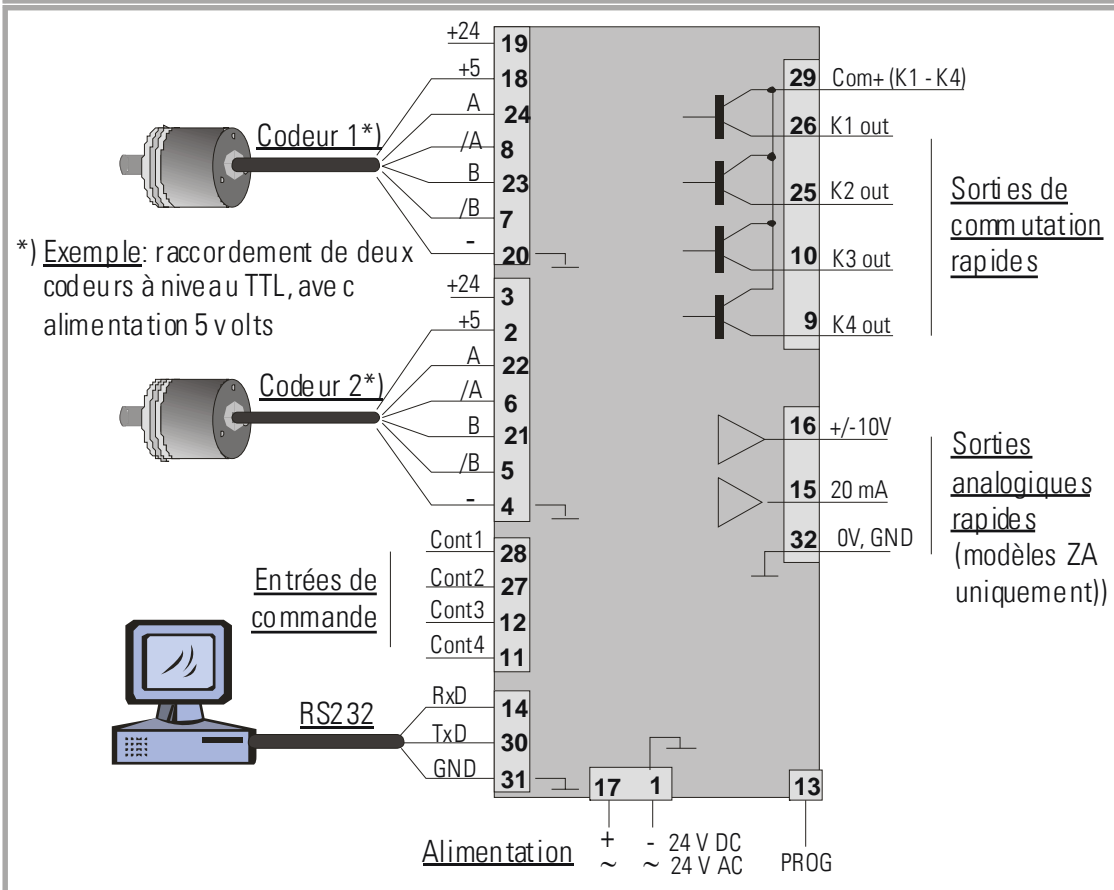 +24 19
+5 18
A 24
/A 8
B 23
/B 7
- 20
Codeur 1*)
*) Exemple: raccordement de deux
codeurs à niveau TTL, avec
alimentation 5 volts
+24 3
+5 2
A 22
/A 6
B 21
/B 5
- 4
Codeur 2*)
Cont1 28
Cont2 27
Cont3 12
Cont4 11
Entrées de
commande
RxD 14
TxD 30
GND 31
RS232
29 Com+ (K1 - K4)
26 K1 out
25 K2 out
10 K3 out
9 K4 out
Sorties de
commutation
rapides
16 +/-10V
15 20 mA
32 0V, GND
Sorties
analogiques
rapides
(modèles ZA
uniquement))
17 1
13
Alimentation
+ - 24 V DC
~ ~ 24 V AC
PROG